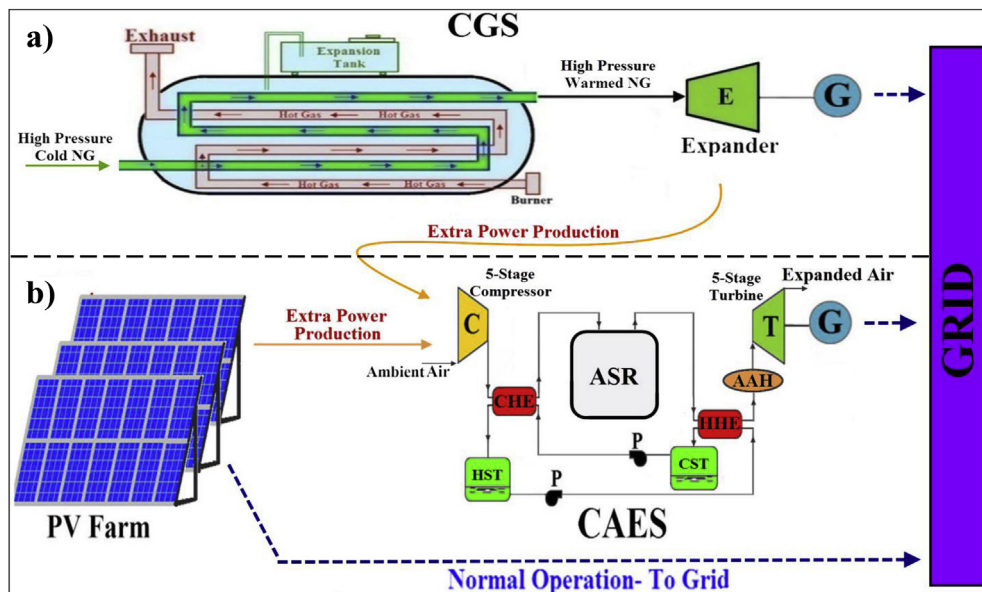 a)
CGS
Exhaust
Expansion
Tank
High Pressure
Warmed NG
E
G
Expander
High Pressure
Cold NG
Hot Gas
Hot Gas
Hot Gas
Hot Gas
Burner
Extra Power Production
GRID
b)
5-Stage
Compressor
5-Stage
Turbine
Expanded Air
Extra Power
Production
C
T
G
Ambient Air
ASR
AAH
CHE
HHE
HST
P
P
CST
PV Farm
CAES
Normal Operation- To Grid